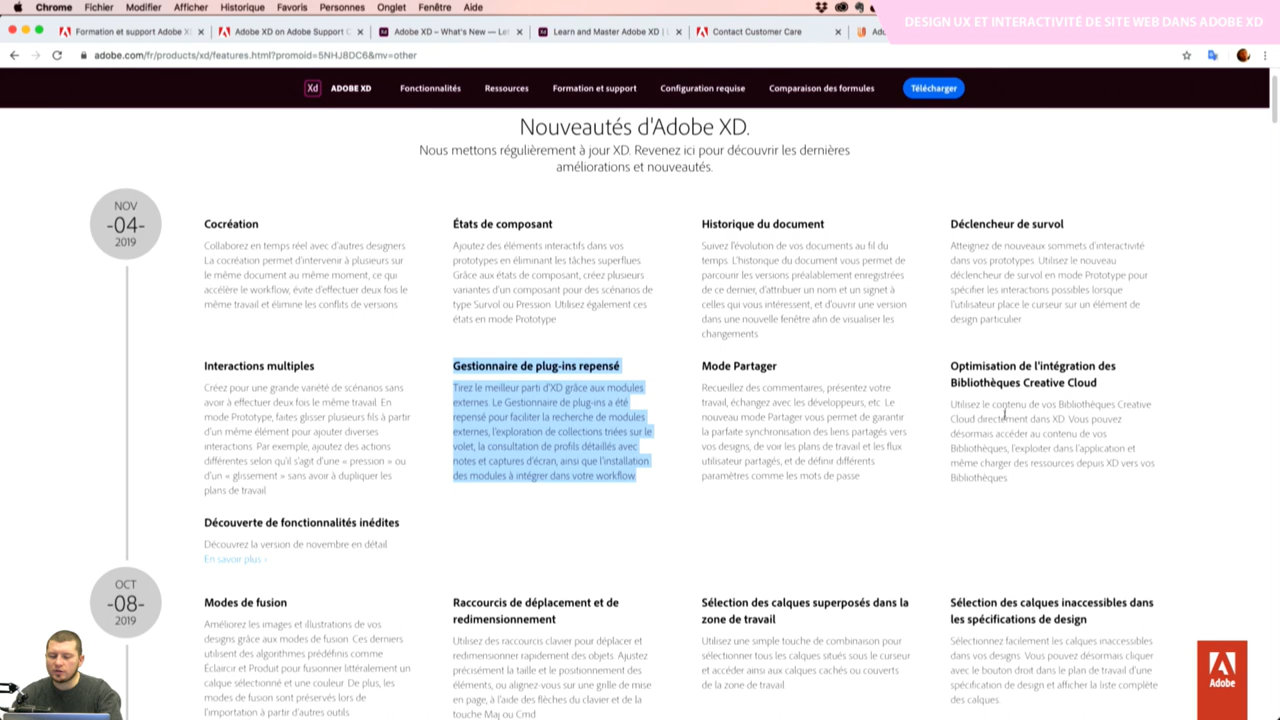 Chrome Fichier Modifier Afficher Historique Favoris Personnes Onglet Fenêtre Aide
DESIGN UX ET INTERACTIVITÉ DE SITE WEB DANS ADOBE XD
Formation et support Adobe X
Adobe XD on Adobe Support C
Adobe XD – What's New — Le
Learn and Master Adobe XD | L
Contact Customer Care
adobe.com/fr/products/xd/features.html?promoid=5NHJ8DC6&mv=other
Xd ADOBE XD Fonctionnalités Ressources Formation et support Configuration requise Comparaison des formules Télécharger
Nouveautés d'Adobe XD.
Nous mettons régulièrement à jour XD. Revenez ici pour découvrir les dernières
améliorations et nouveautés.
NOV
-04-
2019
Cocréation
Collaborez en temps réel avec d'autres designers.
La cocréation permet d'intervenir à plusieurs sur
le même document au même moment, ce qui
accélère le workflow, évite d'effectuer deux fois le
même travail et élimine les conflits de versions.
États de composant
Ajoutez des éléments interactifs dans vos
prototypes en éliminant les tâches superflues.
Grâce aux états de composant, créez plusieurs
variantes d'un composant pour des scénarios de
type Survol ou Pression. Utilisez également ces
états en mode Prototype.
Historique du document
Suivez l'évolution de vos documents au fil du
temps. L'historique du document vous permet de
parcourir les versions préalablement enregistrées
de ce dernier, d'attribuer un nom et un signet à
celles qui vous intéressent, et d'ouvrir une version
dans une nouvelle fenêtre afin de visualiser les
changements.
Déclencheur de survol
Atteignez de nouveaux sommets d'interactivité
dans vos prototypes. Utilisez le nouveau
déclencheur de survol en mode Prototype pour
spécifier les interactions possibles lorsque
l'utilisateur place le curseur sur un élément de
design particulier.
Interactions multiples
Créez pour une grande variété de scénarios sans
avoir à effectuer deux fois le même travail. En
mode Prototype, faites glisser plusieurs fils à partir
d'un même élément pour ajouter diverses
interactions. Par exemple, ajoutez des actions
différentes selon qu'il s'agit d'une « pression » ou
d'un « glissement » sans avoir à dupliquer les
plans de travail.
Gestionnaire de plug-ins repensé
Tirez le meilleur parti d'XD grâce aux modules
externes. Le Gestionnaire de plug-ins a été
repensé pour faciliter la recherche de modules
externes, l'exploration de collections triées sur le
volet, la consultation de profils détaillés avec
notes et captures d'écran, ainsi que l'installation
des modules à intégrer dans votre workflow.
Mode Partager
Recueillez des commentaires, présentez votre
travail, échangez avec les développeurs, etc. Le
nouveau mode Partager vous permet de garantir
la parfaite synchronisation des liens partagés vers
vos designs, de voir les plans de travail et les flux
utilisateur partagés, et de définir différents
paramètres comme les mots de passe.
Optimisation de l'intégration des
Bibliothèques Creative Cloud
Utilisez le contenu de vos Bibliothèques Creative
Cloud directement dans XD. Vous pouvez
désormais accéder au contenu de vos
Bibliothèques, l'exploiter dans l'application et
même charger des ressources depuis XD vers vos
Bibliothèques.
Découverte de fonctionnalités inédites
Découvrez la version de novembre en détail.
En savoir plus ›
OCT
-08-
2019
Modes de fusion
Améliorez les images et illustrations de vos
designs grâce aux modes de fusion. Ces derniers
utilisent des algorithmes prédéfinis comme
Éclaircir et Produit pour fusionner littéralement un
calque sélectionné et une couleur. De plus, les
modes de fusion sont préservés lors de
l'importation à partir d'autres outils.
Raccourcis de déplacement et de
redimensionnement
Utilisez des raccourcis clavier pour déplacer et
redimensionner rapidement des objets. Ajustez
précisément la taille et le positionnement des
éléments, ou alignez-vous sur une grille de mise
en page, à l'aide des flèches du clavier et de la
touche Maj ou Cmd.
Sélection des calques superposés dans la
zone de travail
Utilisez une simple touche de combinaison pour
sélectionner tous les calques situés sous le curseur
et accéder ainsi aux calques cachés ou couverts
de la zone de travail.
Sélection des calques inaccessibles dans
les spécifications de design
Sélectionnez facilement les calques inaccessibles
dans vos designs. Vous pouvez désormais cliquer
avec le bouton droit dans le plan de travail d'une
spécification de design et afficher la liste complète
des calques.
Adobe